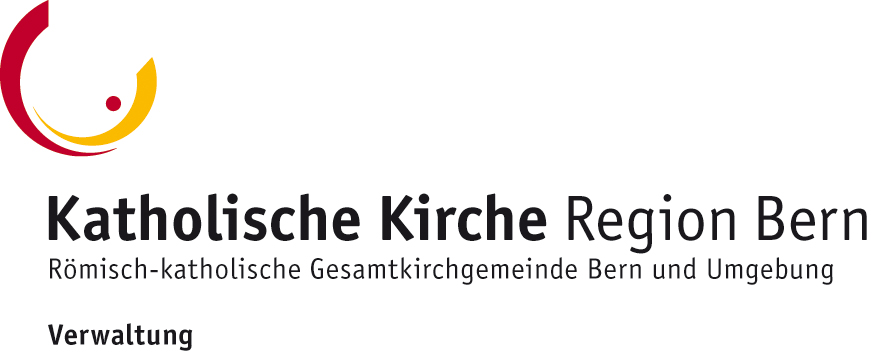 Katholische Kirche Region Bern
Römisch-katholische Gesamtkirchgemeinde Bern und Umgebung
Verwaltung